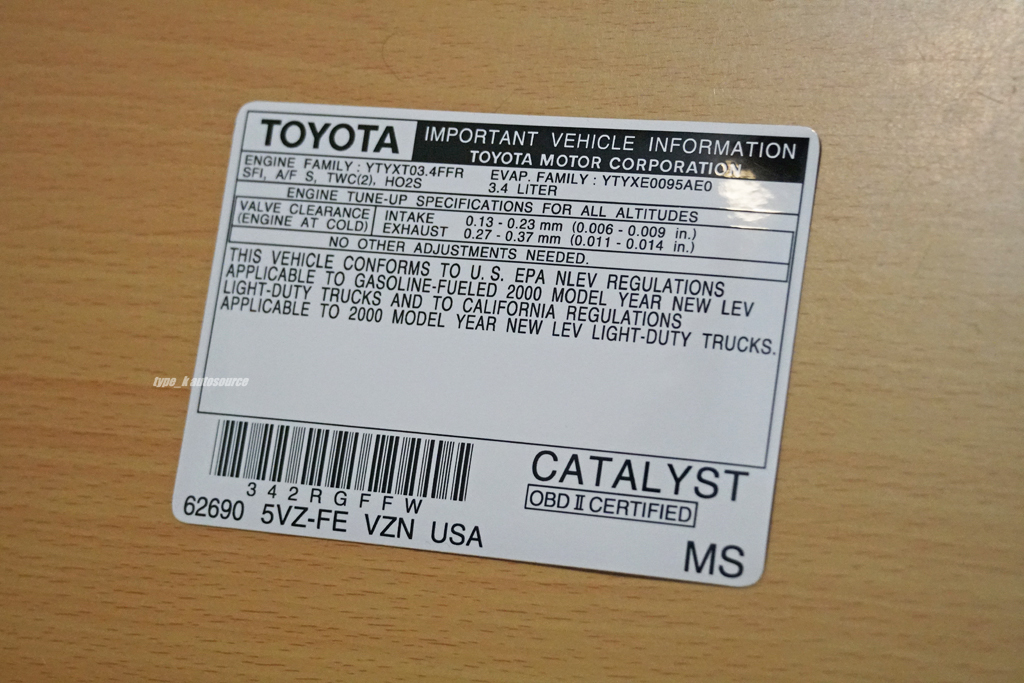 TOYOTA IMPORTANT VEHICLE INFORMATION
TOYOTA MOTOR CORPORATION
ENGINE FAMILY : YTYXT03.4FFR EVAP. FAMILY : YTYXE0095AE0
SFI, A/F S, TWC(2), HO2S 3.4 LITER
ENGINE TUNE-UP SPECIFICATIONS FOR ALL ALTITUDES
VALVE CLEARANCE INTAKE 0.13 - 0.23 mm (0.006 - 0.009 in.)
(ENGINE AT COLD) EXHAUST 0.27 - 0.37 mm (0.011 - 0.014 in.)
NO OTHER ADJUSTMENTS NEEDED.
THIS VEHICLE CONFORMS TO U.S. EPA NLEV REGULATIONS
APPLICABLE TO GASOLINE-FUELED 2000 MODEL YEAR NEW LEV
LIGHT-DUTY TRUCKS AND TO CALIFORNIA REGULATIONS
APPLICABLE TO 2000 MODEL YEAR NEW LEV LIGHT-DUTY TRUCKS.
type_k autosource
342RGFFW
CATALYST
OBD II CERTIFIED
62690 5VZ-FE VZN USA
MS